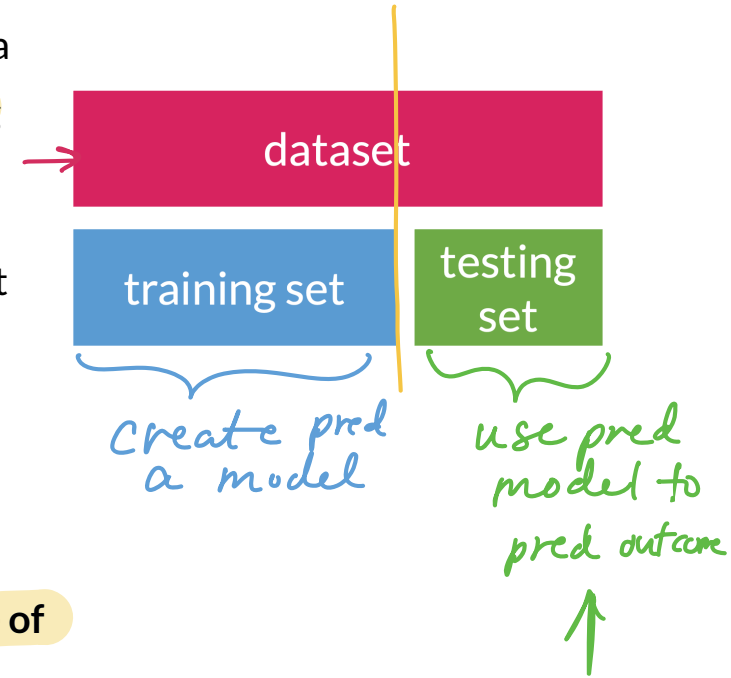 a
dataset
t
training set
testing
set
create pred
a model
use pred
model to
pred outcome
of